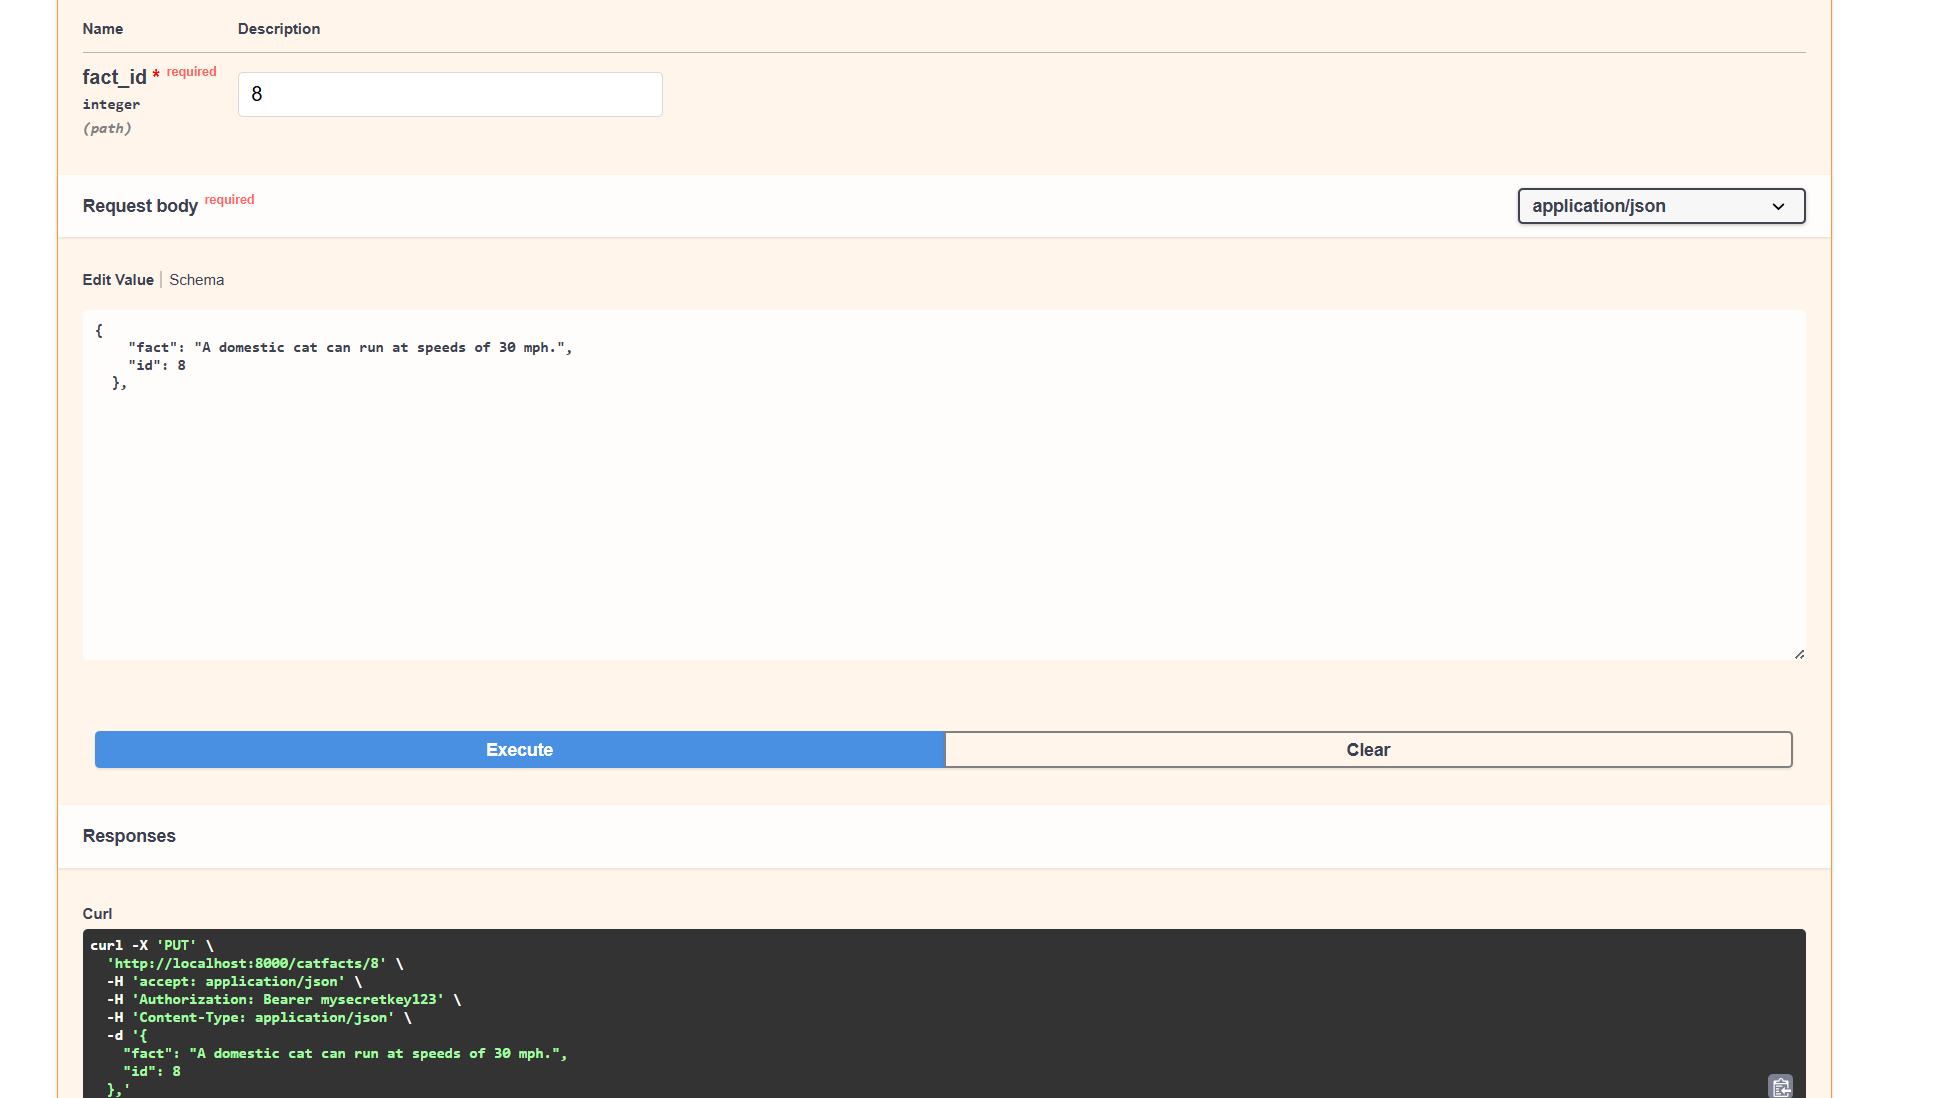 Name Description
fact_id * required
8
integer
(path)
Request body required
application/json
Edit Value | Schema
{
    "fact": "A domestic cat can run at speeds of 30 mph.",
    "id": 8
  },
Execute
Clear
Responses
Curl
curl -X 'PUT' \
  'http://localhost:8000/catfacts/8' \
  -H 'accept: application/json' \
  -H 'Authorization: Bearer mysecretkey123' \
  -H 'Content-Type: application/json' \
  -d '{
    "fact": "A domestic cat can run at speeds of 30 mph.",
    "id": 8
  },'